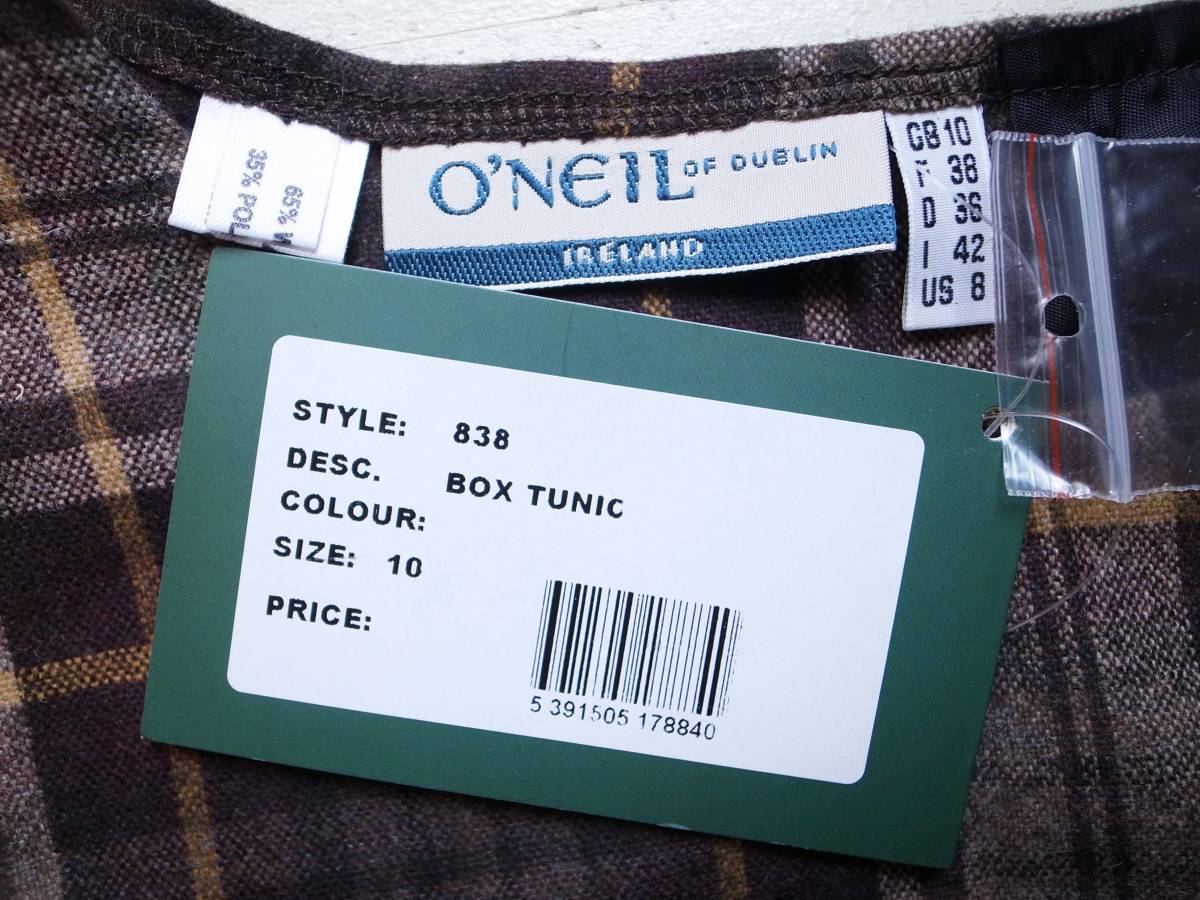 O'NEIL OF DUBLIN
IRELAND
65%
35%
GB 10
F 38
D 36
I 42
US 8
STYLE: 838
DESC. BOX TUNIC
COLOUR:
SIZE: 10
PRICE:
5 391505 178840